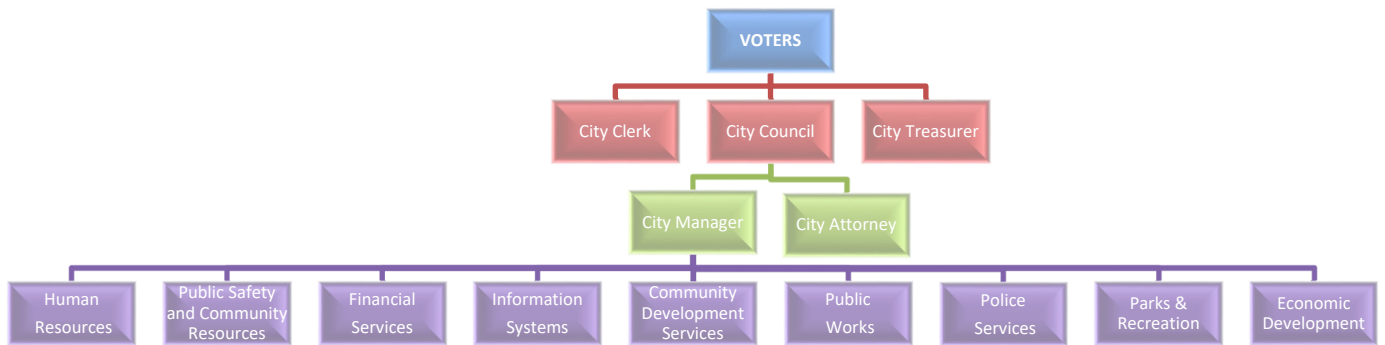 VOTERS
City Clerk
City Council
City Treasurer
City Manager
City Attorney
Human
Resources
Public Safety
and Community
Resources
Financial
Services
Information
Systems
Community
Development
Services
Public
Works
Police
Services
Parks &
Recreation
Economic
Development